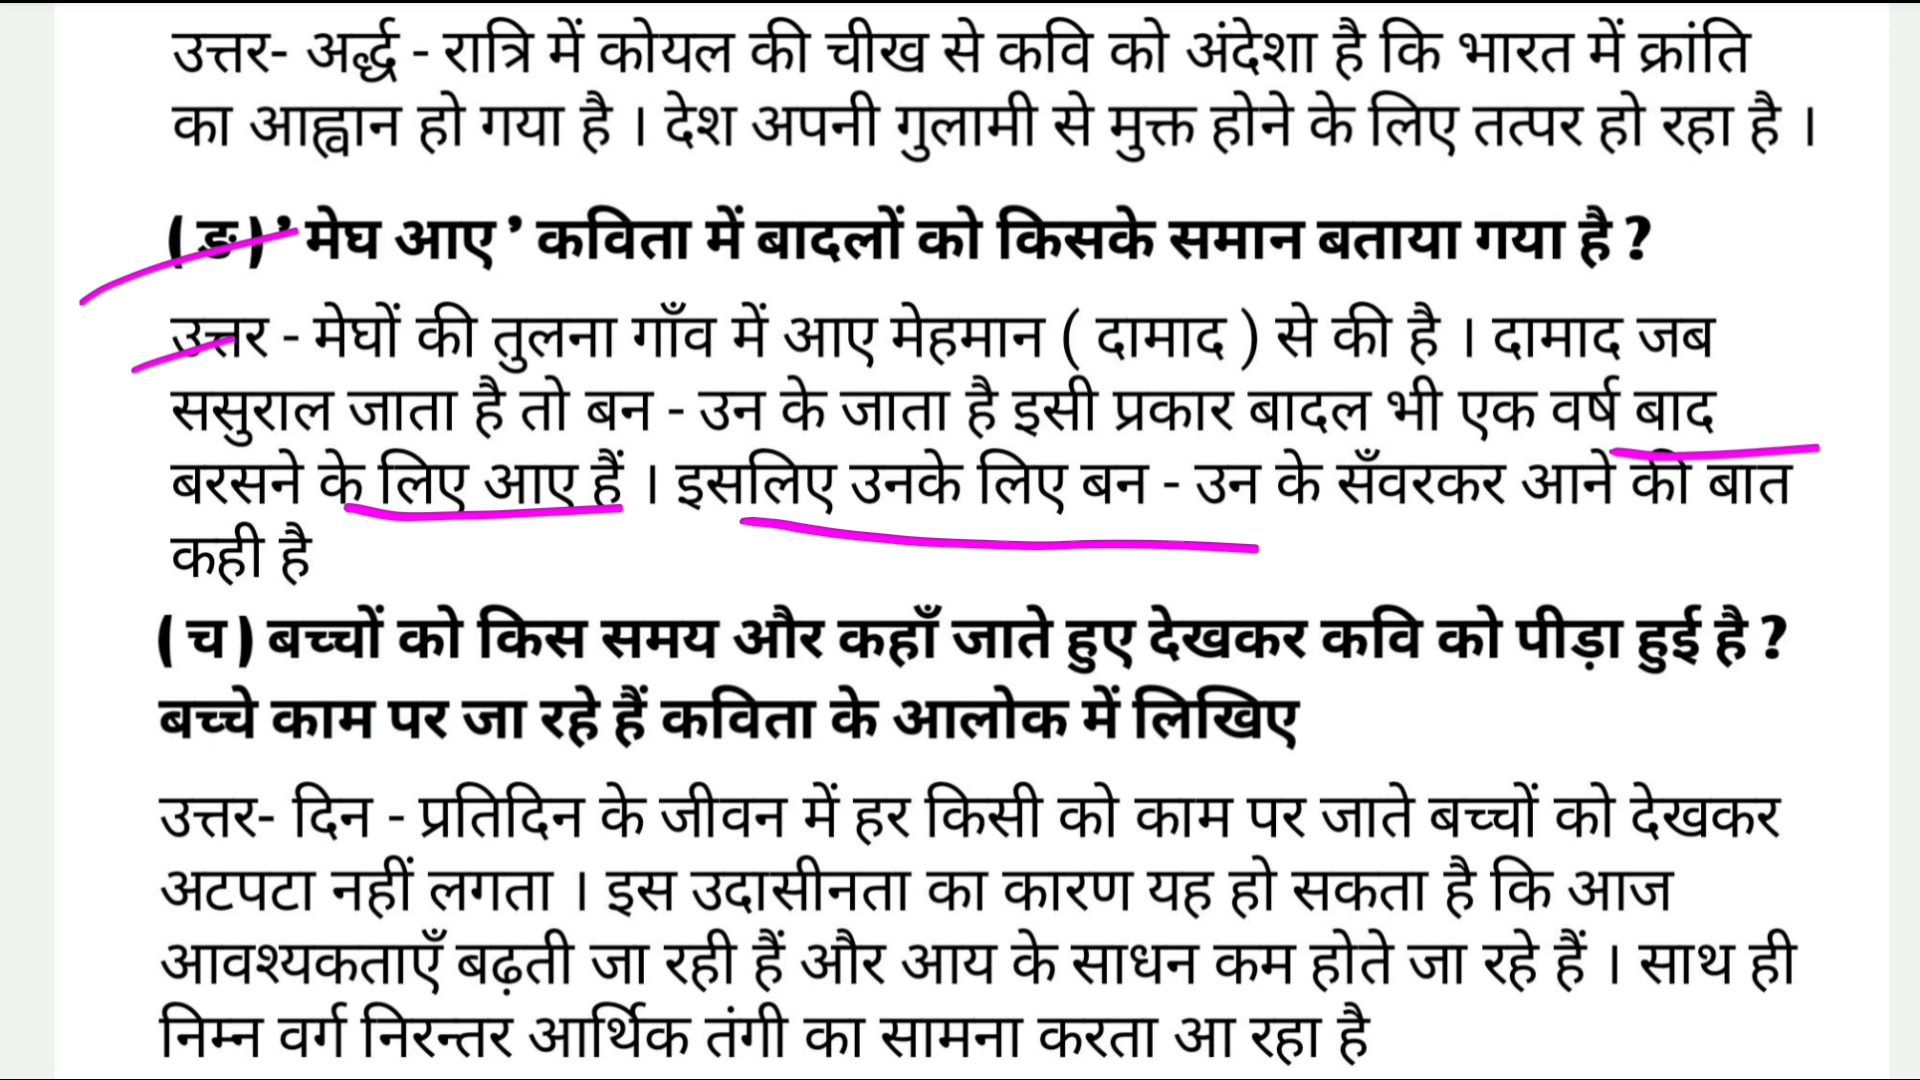 उत्तर- अर्द्ध - रात्रि में कोयल की चीख से कवि को अंदेशा है कि भारत में क्रांति
का आह्वान हो गया है । देश अपनी गुलामी से मुक्त होने के लिए तत्पर हो रहा है ।
( ङ )' मेघ आए ' कविता में बादलों को किसके समान बताया गया है ?
उत्तर - मेघों की तुलना गाँव में आए मेहमान ( दामाद ) से की है । दामाद जब
ससुराल जाता है तो बन - उन के जाता है इसी प्रकार बादल भी एक वर्ष बाद
बरसने के लिए आए हैं । इसलिए उनके लिए बन - उन के सँवरकर आने की बात
कही है
( च ) बच्चों को किस समय और कहाँ जाते हुए देखकर कवि को पीड़ा हुई है ?
बच्चे काम पर जा रहे हैं कविता के आलोक में लिखिए
उत्तर- दिन - प्रतिदिन के जीवन में हर किसी को काम पर जाते बच्चों को देखकर
अटपटा नहीं लगता । इस उदासीनता का कारण यह हो सकता है कि आज
आवश्यकताएँ बढ़ती जा रही हैं और आय के साधन कम होते जा रहे हैं । साथ ही
निम्न वर्ग निरन्तर आर्थिक तंगी का सामना करता आ रहा है